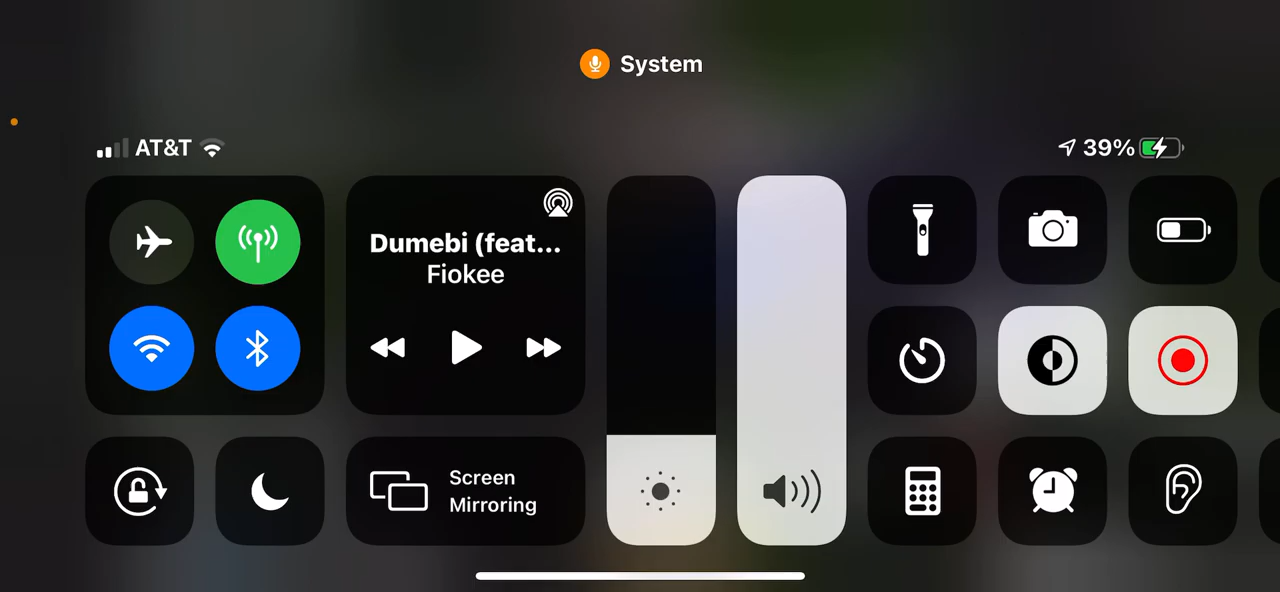 System
AT&T
39%
Dumebi (feat...
Fiokee
Screen
Mirroring